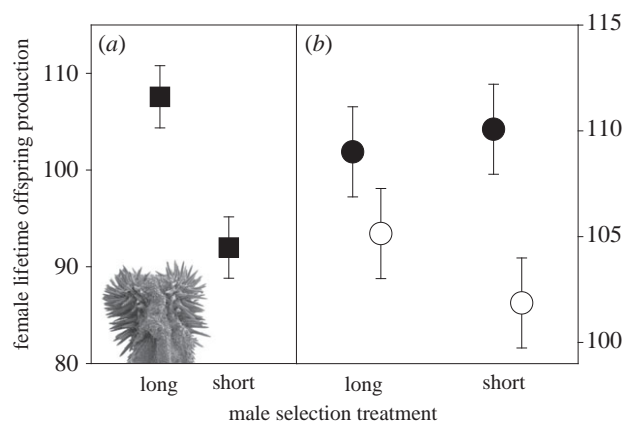 female lifetime offspring production
(a)
(b)
110
100
90
80
115
110
105
100
long
short
long
short
male selection treatment